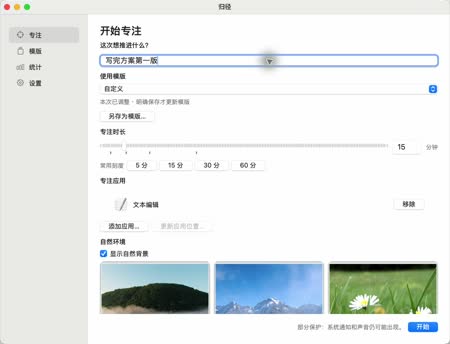 归径
专注
模版
统计
设置
开始专注
这次想推进什么?
写完方案第一版
使用模版
自定义
本次已调整 · 明确保存才更新模版
另存为模版...
专注时长
15 分钟
常用刻度 5 分 15 分 30 分 60 分
专注应用
文本编辑 移除
添加应用... 更新应用位置...
自然环境
显示自然背景
部分保护：系统通知和声音仍可能出现。 开始